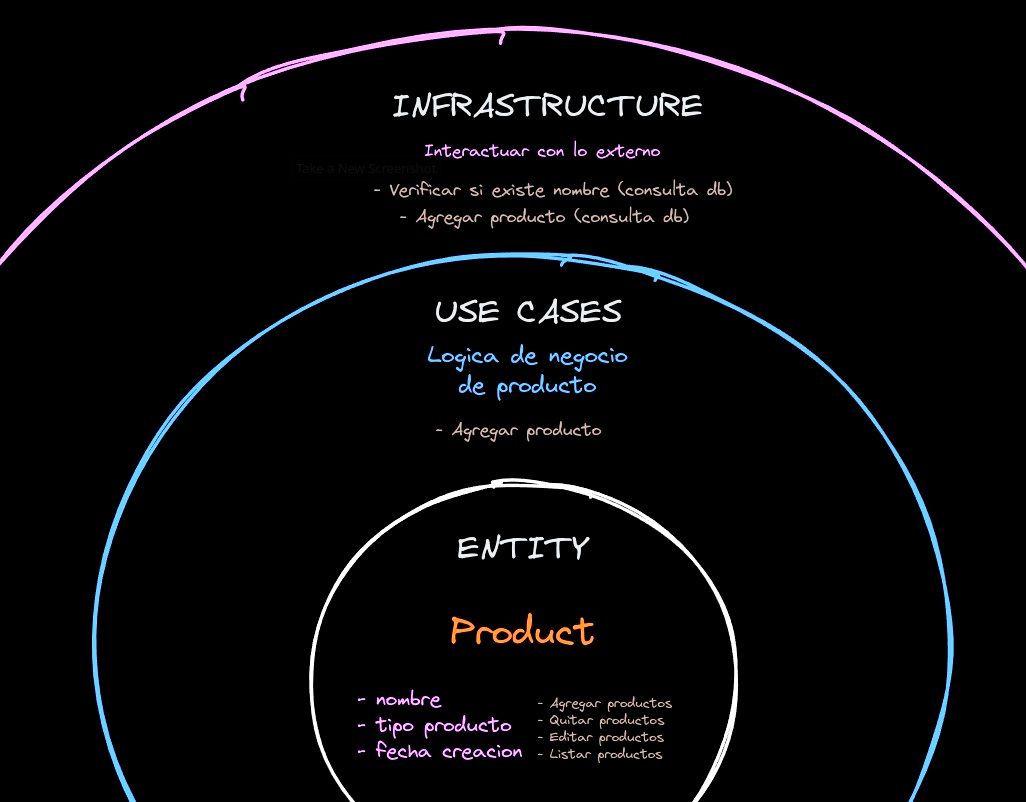 INFRASTRUCTURE
Interactuar con lo externo
Take a New Screenshot
- Verificar si existe nombre (consulta db)
- Agregar producto (consulta db)
USE CASES
Logica de negocio
de producto
- Agregar producto
ENTITY
Product
- nombre
- tipo producto
- fecha creacion
- Agregar productos
- Quitar productos
- Editar productos
- Listar productos